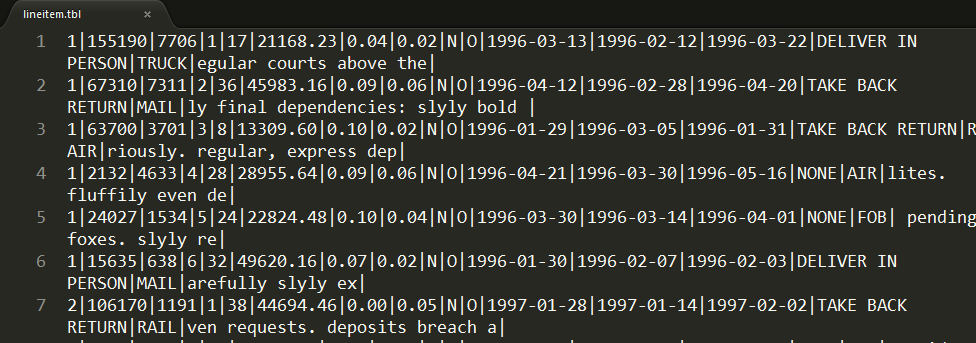 lineitem.tbl ×
1 1|155190|7706|1|17|21168.23|0.04|0.02|N|O|1996-03-13|1996-02-12|1996-03-22|DELIVER IN
PERSON|TRUCK|egular courts above the|
2 1|67310|7311|2|36|45983.16|0.09|0.06|N|O|1996-04-12|1996-02-28|1996-04-20|TAKE BACK
RETURN|MAIL|ly final dependencies: slyly bold |
3 1|63700|3701|3|8|13309.60|0.10|0.02|N|O|1996-01-29|1996-03-05|1996-01-31|TAKE BACK RETURN|R
AIR|riously. regular, express dep|
4 1|2132|4633|4|28|28955.64|0.09|0.06|N|O|1996-04-21|1996-03-30|1996-05-16|NONE|AIR|lites.
fluffily even de|
5 1|24027|1534|5|24|22824.48|0.10|0.04|N|O|1996-03-30|1996-03-14|1996-04-01|NONE|FOB| pending
foxes. slyly re|
6 1|15635|638|6|32|49620.16|0.07|0.02|N|O|1996-01-30|1996-02-07|1996-02-03|DELIVER IN
PERSON|MAIL|arefully slyly ex|
7 2|106170|1191|1|38|44694.46|0.00|0.05|N|O|1997-01-28|1997-01-14|1997-02-02|TAKE BACK
RETURN|RAIL|ven requests. deposits breach a|